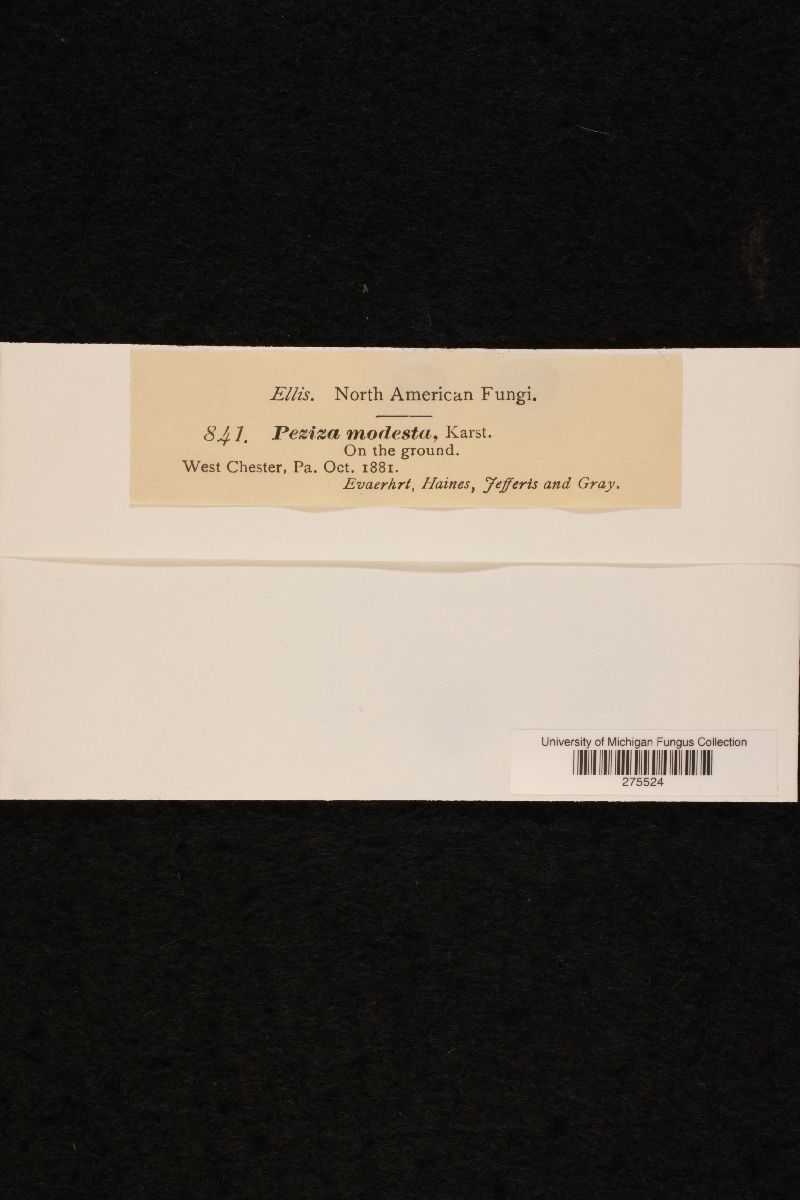 Ellis. North American Fungi.
841. Peziza modesta, Karst.
On the ground.
West Chester, Pa. Oct. 1881.
Evaerhrt, Haines, Jefferis and Gray.
University of Michigan Fungus Collection
275524